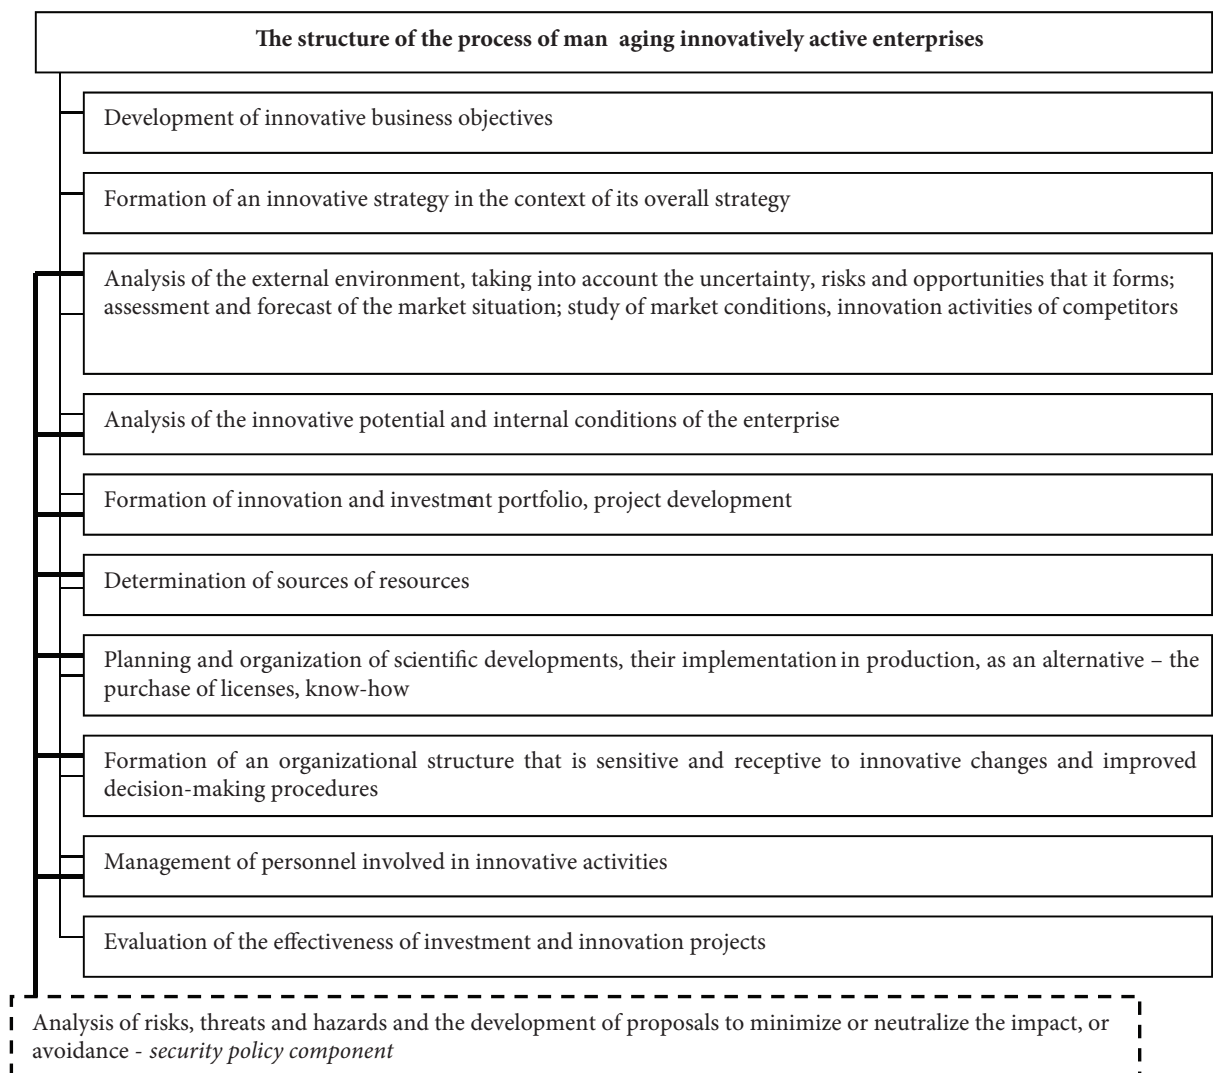 The structure of the process of man aging innovatively active enterprises
Development of innovative business objectives
Formation of an innovative strategy in the context of its overall strategy
Analysis of the external environment, taking into account the uncertainty, risks and opportunities that it forms;
assessment and forecast of the market situation; study of market conditions, innovation activities of competitors
Analysis of the innovative potential and internal conditions of the enterprise
Formation of innovation and investment portfolio, project development
Determination of sources of resources
Planning and organization of scientific developments, their implementation in production, as an alternative – the
purchase of licenses, know-how
Formation of an organizational structure that is sensitive and receptive to innovative changes and improved
decision-making procedures
Management of personnel involved in innovative activities
Evaluation of the effectiveness of investment and innovation projects
Analysis of risks, threats and hazards and the development of proposals to minimize or neutralize the impact, or
avoidance - security policy component